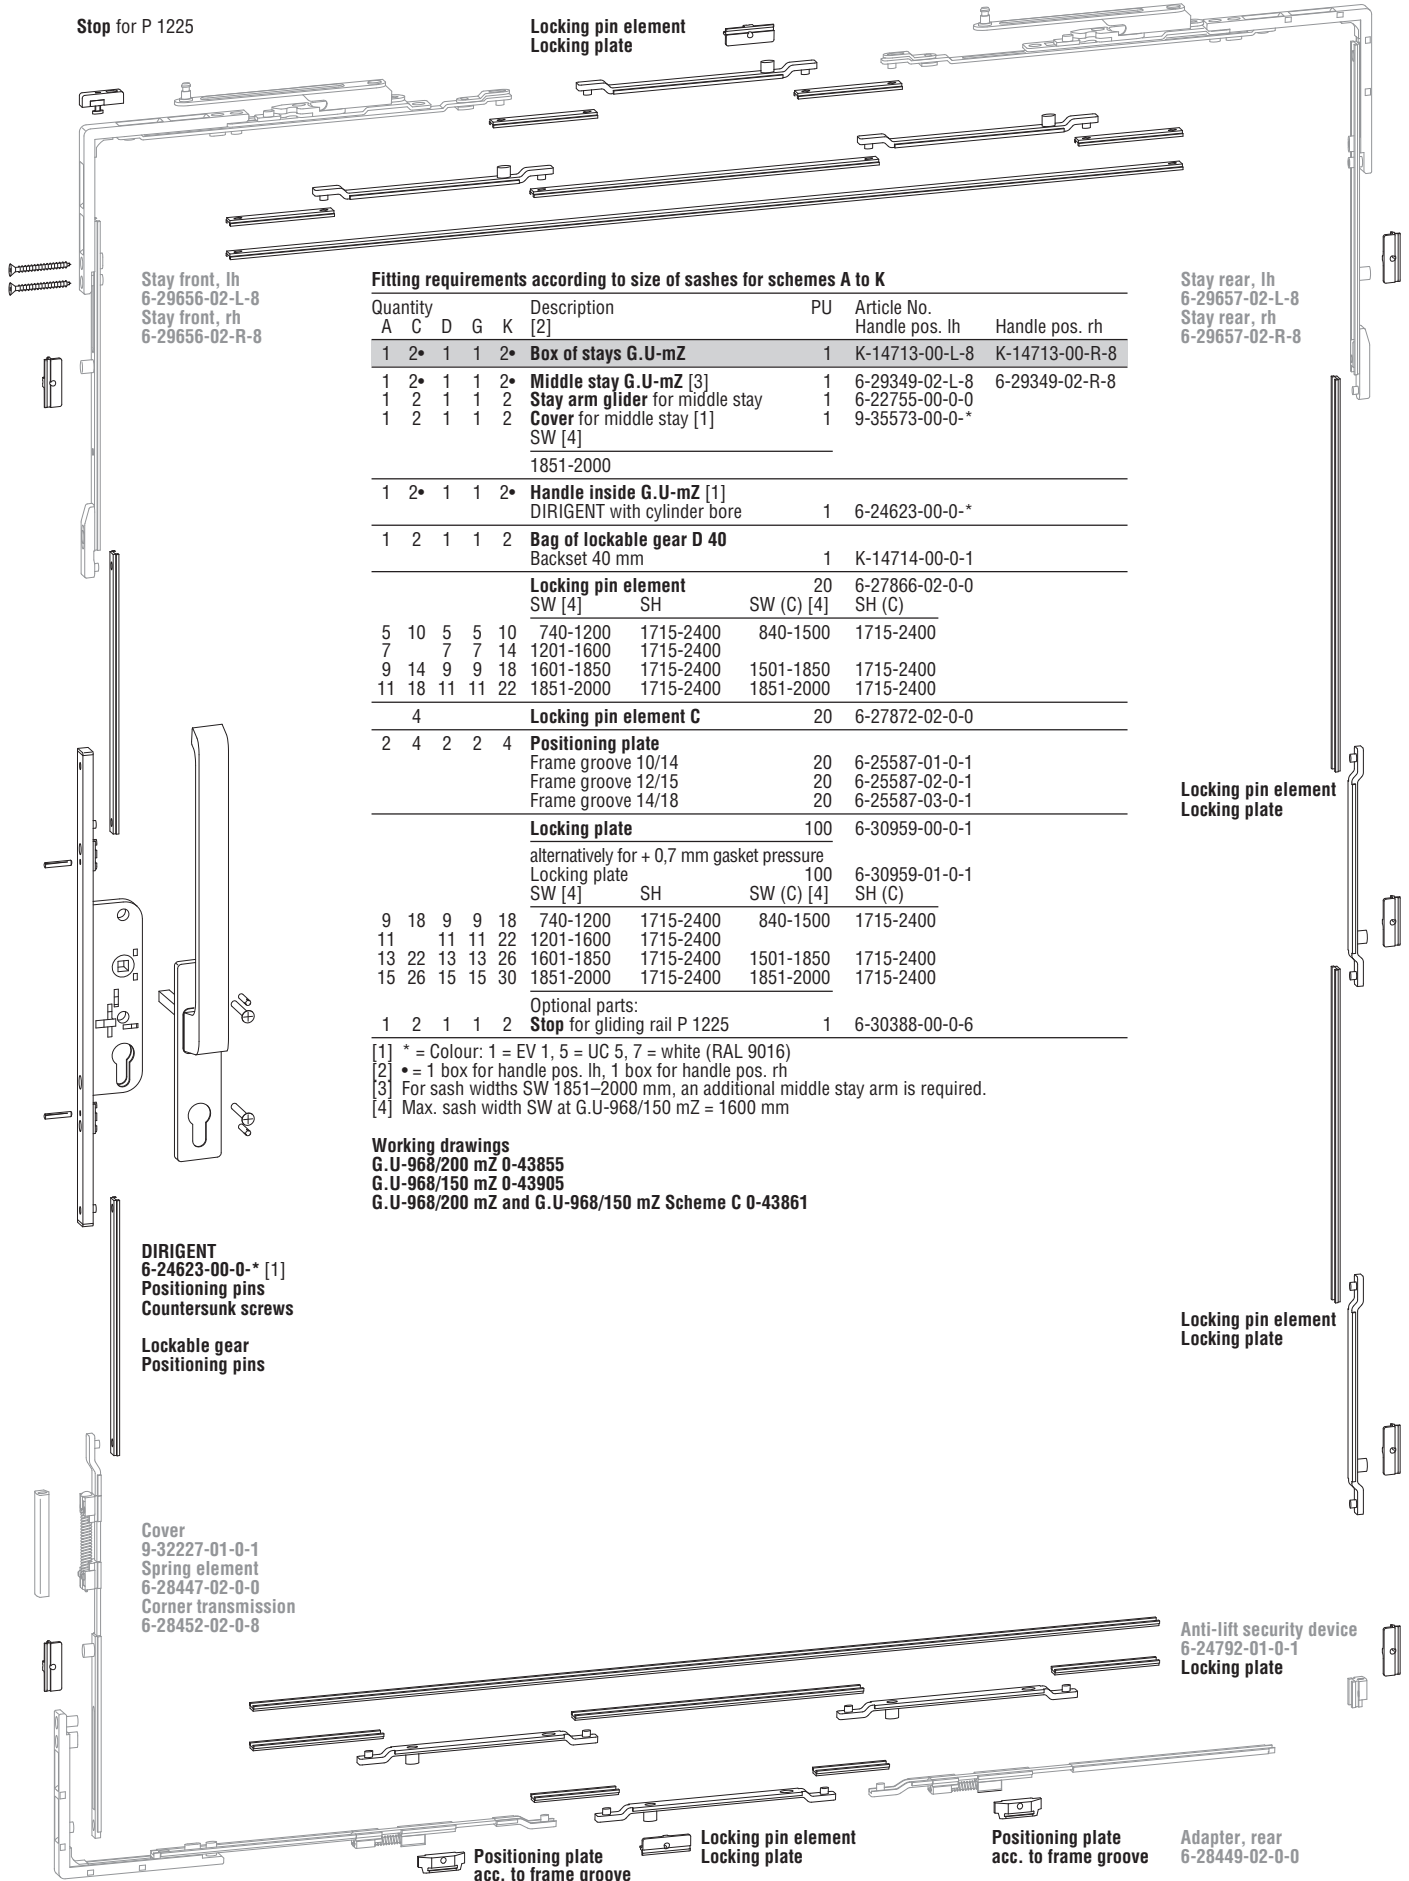 Stop for P 1225
Locking pin element
Locking plate
Stay front, lh
6-29656-02-L-8
Stay front, rh
6-29656-02-R-8
Stay rear, lh
6-29657-02-L-8
Stay rear, rh
6-29657-02-R-8
Fitting requirements according to size of sashes for schemes A to K
Quantity Description PU Article No.
A C D G K [2] Handle pos. lh Handle pos. rh
1 2• 1 1 2• Box of stays G.U-mZ 1 K-14713-00-L-8 K-14713-00-R-8
1 2• 1 1 2• Middle stay G.U-mZ [3] 1 6-29349-02-L-8 6-29349-02-R-8
1 2 1 1 2 Stay arm glider for middle stay 1 6-22755-00-0-0
1 2 1 1 2 Cover for middle stay [1] 1 9-35573-00-0-*
SW [4]
1851-2000
1 2• 1 1 2• Handle inside G.U-mZ [1]
DIRIGENT with cylinder bore 1 6-24623-00-0-*
1 2 1 1 2 Bag of lockable gear D 40
Backset 40 mm 1 K-14714-00-0-1
Locking pin element 20 6-27866-02-0-0
SW [4] SH SW (C) [4] SH (C)
5 10 5 5 10 740-1200 1715-2400 840-1500 1715-2400
7 7 7 14 1201-1600 1715-2400
9 14 9 9 18 1601-1850 1715-2400 1501-1850 1715-2400
11 18 11 11 22 1851-2000 1715-2400 1851-2000 1715-2400
4 Locking pin element C 20 6-27872-02-0-0
2 4 2 2 4 Positioning plate
Frame groove 10/14 20 6-25587-01-0-1
Frame groove 12/15 20 6-25587-02-0-1
Frame groove 14/18 20 6-25587-03-0-1
Locking plate 100 6-30959-00-0-1
alternatively for + 0,7 mm gasket pressure
Locking plate 100 6-30959-01-0-1
SW [4] SH SW (C) [4] SH (C)
9 18 9 9 18 740-1200 1715-2400 840-1500 1715-2400
11 11 11 22 1201-1600 1715-2400
13 22 13 13 26 1601-1850 1715-2400 1501-1850 1715-2400
15 26 15 15 30 1851-2000 1715-2400 1851-2000 1715-2400
Optional parts:
1 2 1 1 2 Stop for gliding rail P 1225 1 6-30388-00-0-6
[1] * = Colour: 1 = EV 1, 5 = UC 5, 7 = white (RAL 9016)
[2] • = 1 box for handle pos. lh, 1 box for handle pos. rh
[3] For sash widths SW 1851–2000 mm, an additional middle stay arm is required.
[4] Max. sash width SW at G.U-968/150 mZ = 1600 mm
Working drawings
G.U-968/200 mZ 0-43855
G.U-968/150 mZ 0-43905
G.U-968/200 mZ and G.U-968/150 mZ Scheme C 0-43861
Locking pin element
Locking plate
DIRIGENT
6-24623-00-0-* [1]
Positioning pins
Countersunk screws
Lockable gear
Positioning pins
Locking pin element
Locking plate
Cover
9-32227-01-0-1
Spring element
6-28447-02-0-0
Corner transmission
6-28452-02-0-8
Anti-lift security device
6-24792-01-0-1
Locking plate
Positioning plate
acc. to frame groove
Locking pin element
Locking plate
Positioning plate
acc. to frame groove
Adapter, rear
6-28449-02-0-0